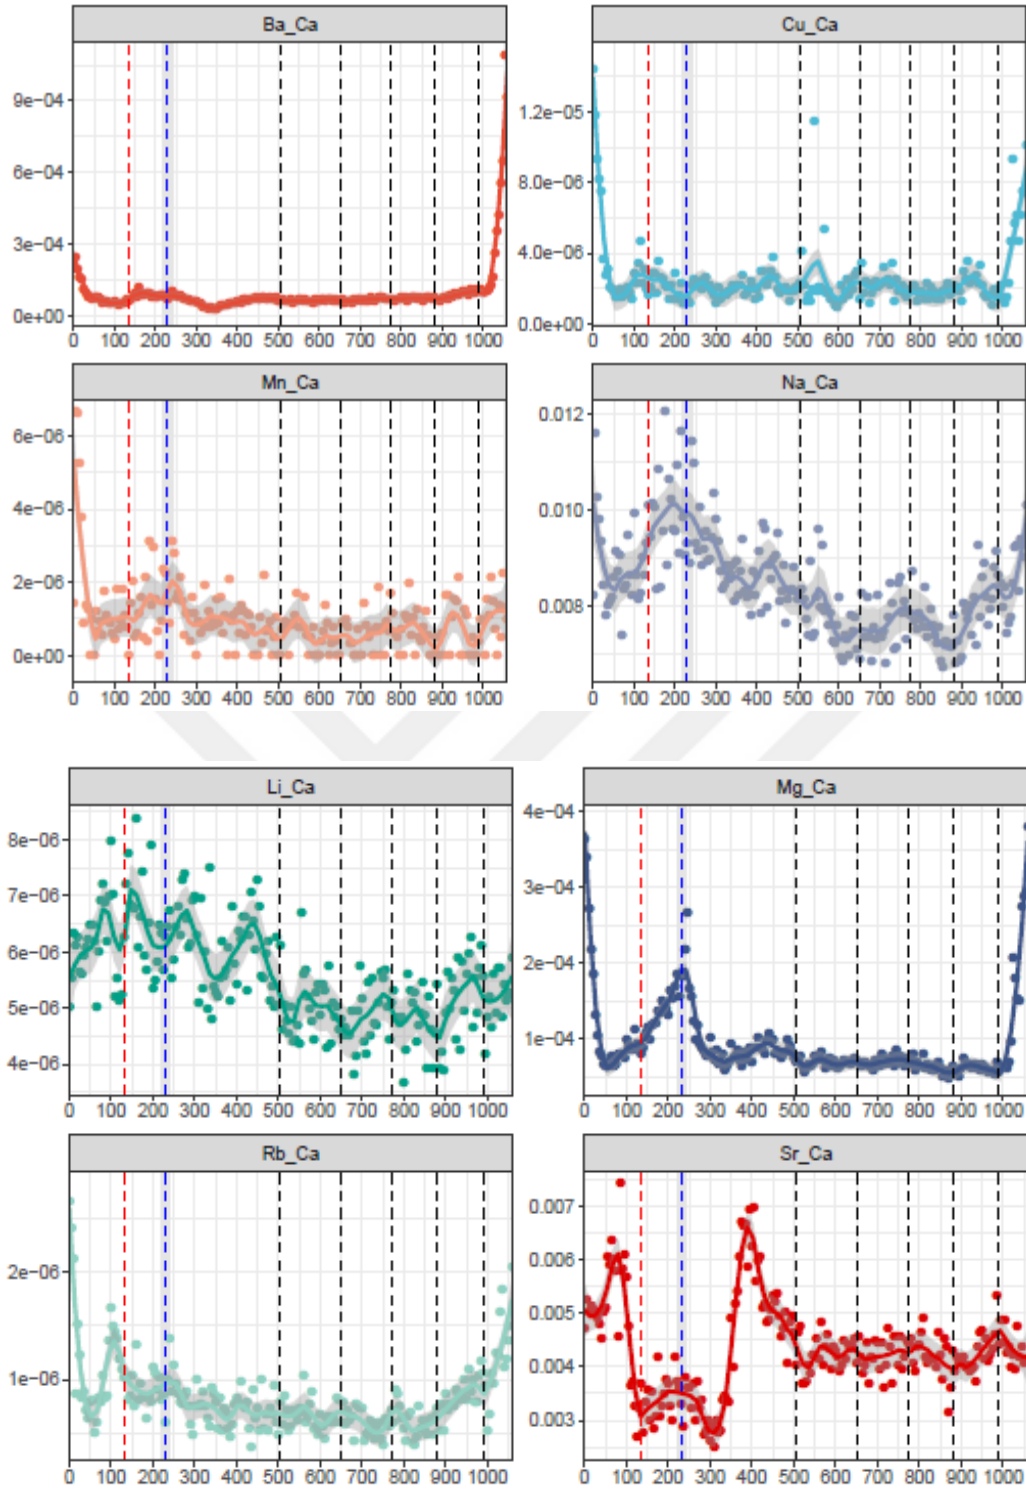 Ba_Ca
9e−04
6e−04
3e−04
0e+00
0 100 200 300 400 500 600 700 800 900 1000
Cu_Ca
1.2e−05
8.0e−06
4.0e−06
0.0e+00
0 100 200 300 400 500 600 700 800 900 1000
Mn_Ca
6e−06
4e−06
2e−06
0e+00
0 100 200 300 400 500 600 700 800 900 1000
Na_Ca
0.012
0.010
0.008
0 100 200 300 400 500 600 700 800 900 1000
Li_Ca
8e−06
7e−06
6e−06
5e−06
4e−06
0 100 200 300 400 500 600 700 800 900 1000
Mg_Ca
4e−04
3e−04
2e−04
1e−04
0 100 200 300 400 500 600 700 800 900 1000
Rb_Ca
2e−06
1e−06
0 100 200 300 400 500 600 700 800 900 1000
Sr_Ca
0.007
0.006
0.005
0.004
0.003
0 100 200 300 400 500 600 700 800 900 1000